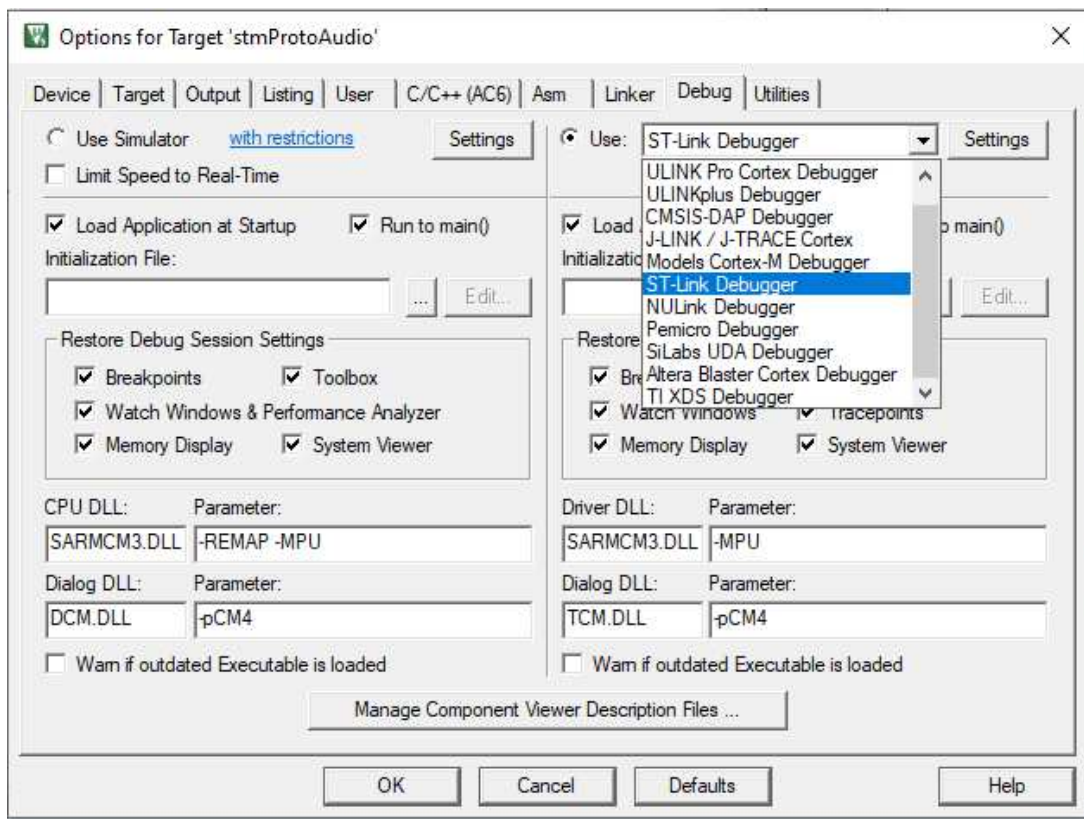 Options for Target 'stmProtoAudio'
Device Target Output Listing User C/C++ (AC6) Asm Linker Debug Utilities
Use Simulator with restrictions Settings
Limit Speed to Real-Time
Load Application at Startup Run to main()
Initialization File:
... Edit...
Restore Debug Session Settings
Breakpoints Toolbox
Watch Windows & Performance Analyzer
Memory Display System Viewer
CPU DLL: Parameter:
SARMCM3.DLL -REMAP -MPU
Dialog DLL: Parameter:
DCM.DLL -pCM4
Warn if outdated Executable is loaded
Use: ST-Link Debugger Settings
ULINK Pro Cortex Debugger
ULINKplus Debugger
CMSIS-DAP Debugger
J-LINK / J-TRACE Cortex
Models Cortex-M Debugger
ST-Link Debugger
NULink Debugger
Pemicro Debugger
SiLabs UDA Debugger
Altera Blaster Cortex Debugger
TI XDS Debugger
Load main()
Edit...
Restore
Watch Windows Tracepoints
Memory Display System Viewer
Driver DLL: Parameter:
SARMCM3.DLL -MPU
Dialog DLL: Parameter:
TCM.DLL -pCM4
Warn if outdated Executable is loaded
Manage Component Viewer Description Files ...
OK Cancel Defaults Help